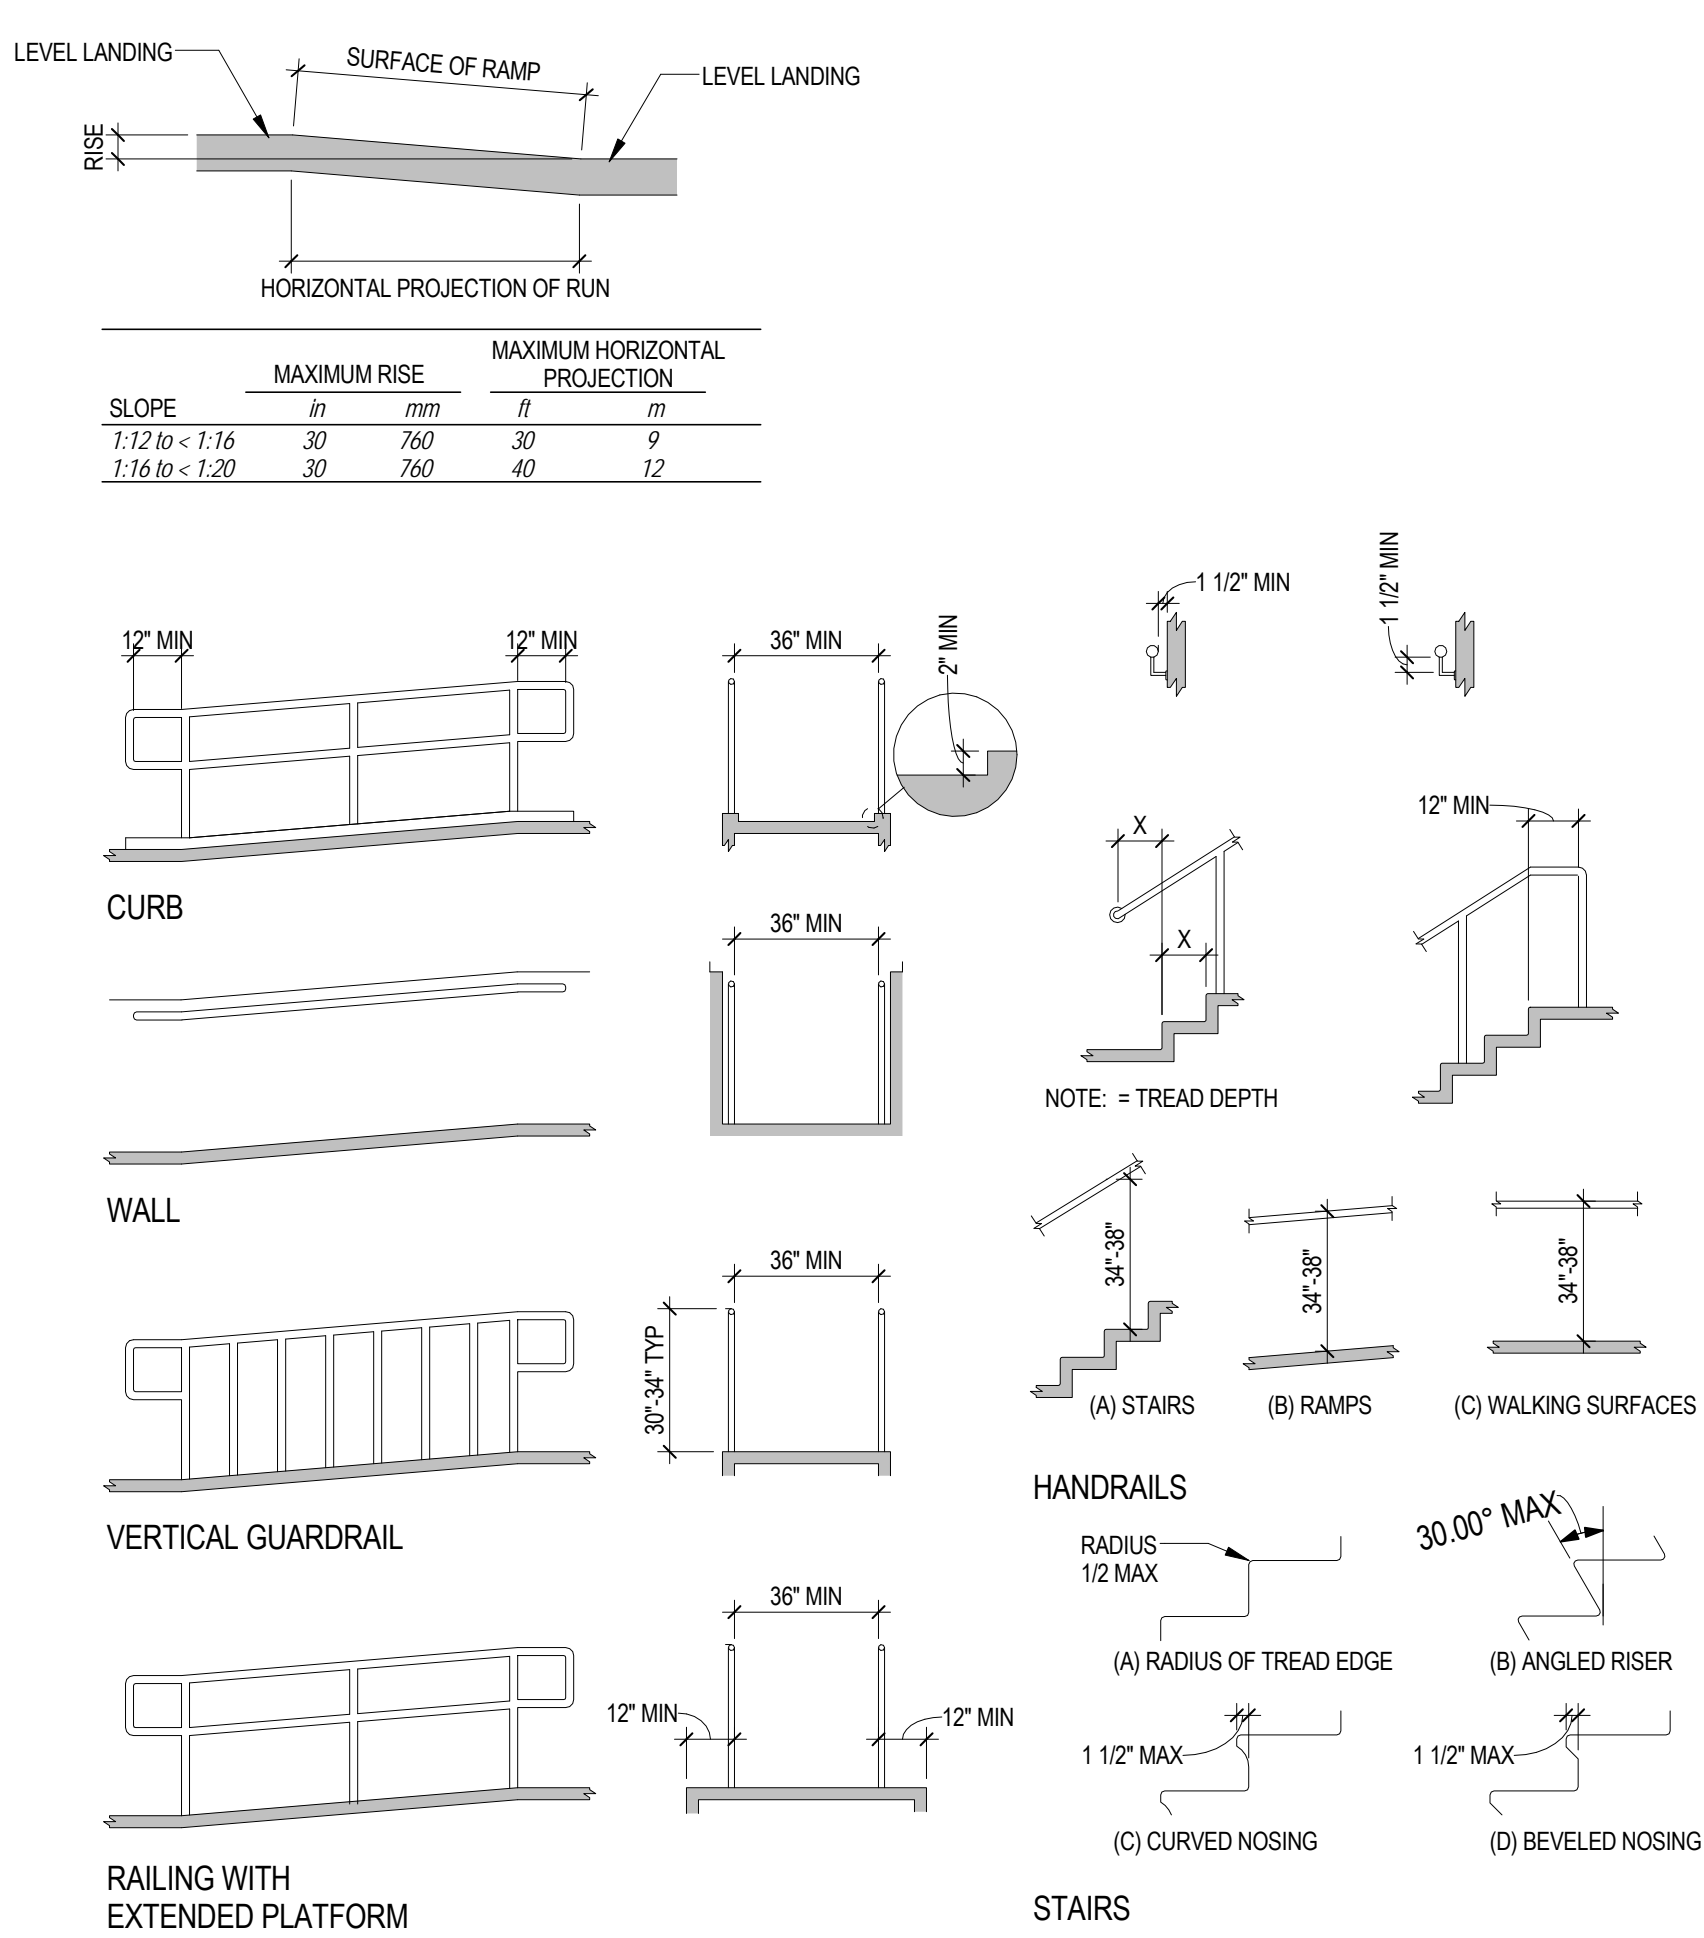 LEVEL LANDING
SURFACE OF RAMP
LEVEL LANDING
RISE
HORIZONTAL PROJECTION OF RUN
MAXIMUM RISE
MAXIMUM HORIZONTAL
PROJECTION
SLOPE in mm ft m
1:12 to < 1:16 30 760 30 9
1:16 to < 1:20 30 760 40 12
12" MIN
12" MIN
36" MIN
2" MIN
CURB
36" MIN
WALL
36" MIN
30"-34" TYP
VERTICAL GUARDRAIL
36" MIN
12" MIN
12" MIN
RAILING WITH
EXTENDED PLATFORM
1 1/2" MIN
1 1/2" MIN
X
X
12" MIN
NOTE: = TREAD DEPTH
34"-38"
34"-38"
34"-38"
(A) STAIRS
(B) RAMPS
(C) WALKING SURFACES
HANDRAILS
RADIUS
1/2 MAX
30.00° MAX
(A) RADIUS OF TREAD EDGE
(B) ANGLED RISER
1 1/2" MAX
1 1/2" MAX
(C) CURVED NOSING
(D) BEVELED NOSING
STAIRS